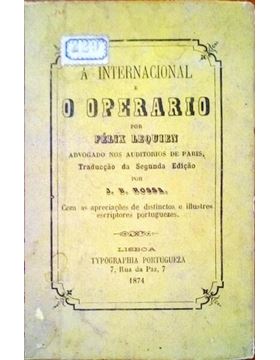 229
A INTERNACIONAL
E
O OPERARIO
POR
FÉLIX LEQUIEN
ADVOGADO NOS AUDITORIOS DE PARIS,
Traducção da Segunda Edição
POR
J. R. ROSSA.
Com as apreciações de distinctos e illustres
escriptores portuguezes.
LISBOA
TYPOGRAPHIA PORTUGUEZA
7, Rua da Paz, 7
1874